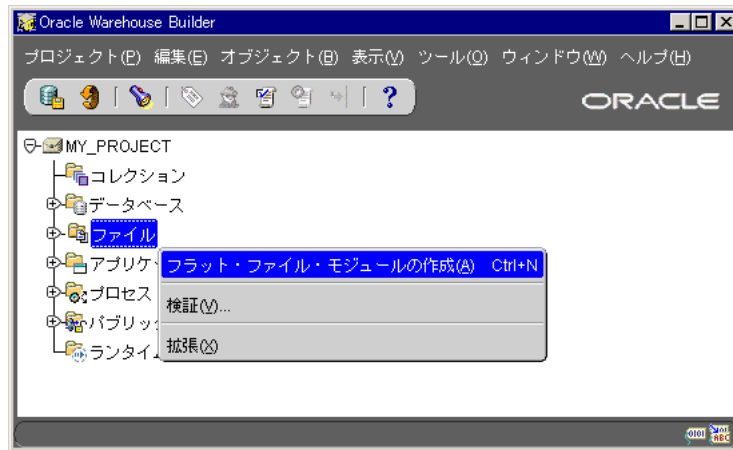 Oracle Warehouse Builder
プロジェクト(P) 編集(E) オブジェクト(B) 表示(V) ツール(O) ウィンドウ(W) ヘルプ(H)
ORACLE
MY_PROJECT
コレクション
データベース
ファイル
アプリケ
フラット・ファイル・モジュールの作成(A) Ctrl+N
プロセス
検証(V)...
パブリッ
拡張(X)
ランタイ